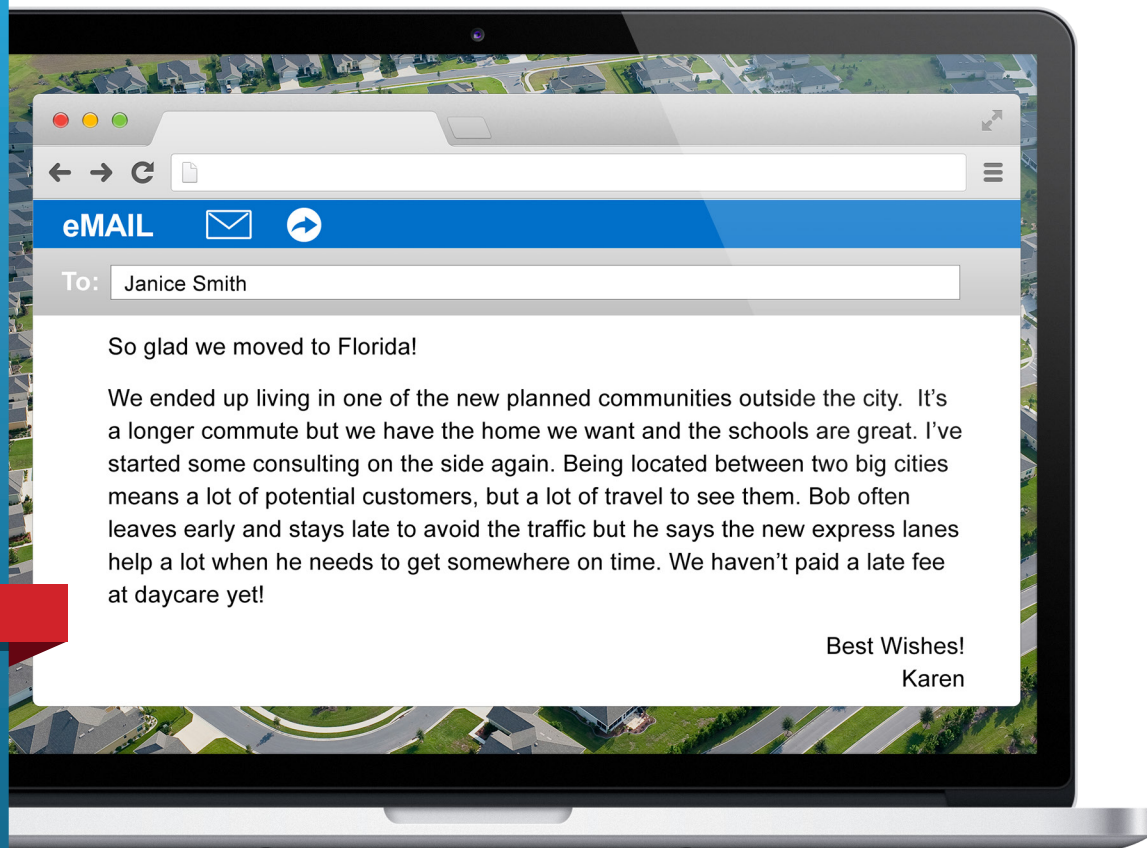 eMAIL
To: Janice Smith
So glad we moved to Florida!
We ended up living in one of the new planned communities outside the city.  It's
a longer commute but we have the home we want and the schools are great. I've
started some consulting on the side again. Being located between two big cities
means a lot of potential customers, but a lot of travel to see them. Bob often
leaves early and stays late to avoid the traffic but he says the new express lanes
help a lot when he needs to get somewhere on time. We haven't paid a late fee
at daycare yet!
Best Wishes!
Karen